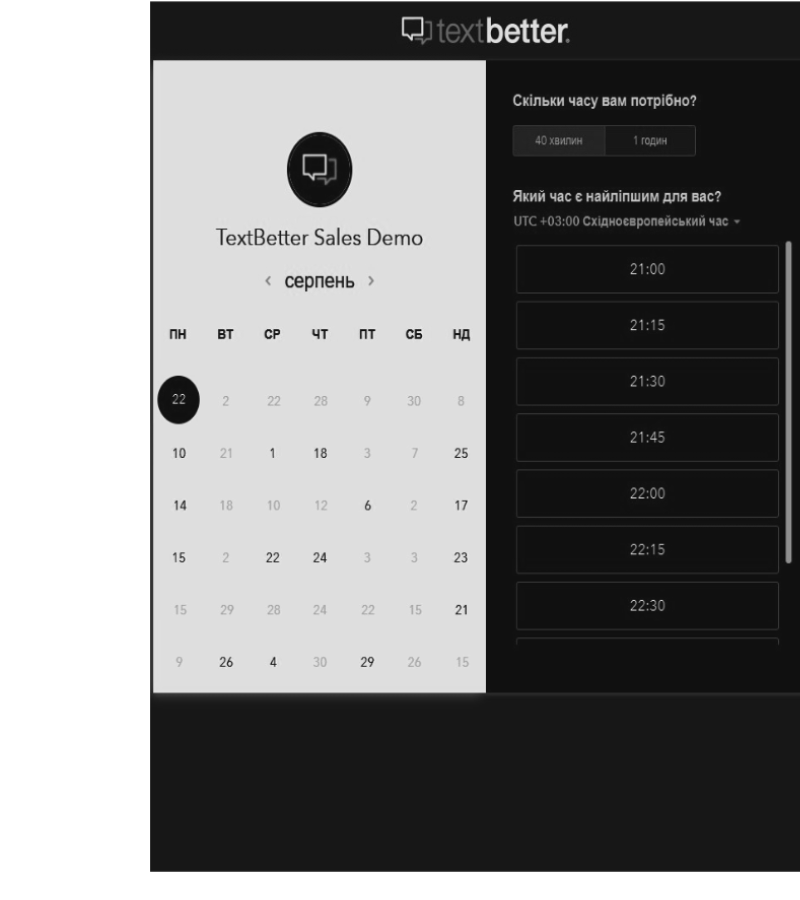 textbetter.
Скільки часу вам потрібно?
40 хвилин 1 годин
Який час є найліпшим для вас?
UTC +03:00 Східноєвропейський час
TextBetter Sales Demo
‹ серпень ›
ПН ВТ СР ЧТ ПТ СБ НД
22 2 22 28 9 30 8
10 21 1 18 3 7 25
14 18 10 12 6 2 17
15 2 22 24 3 3 23
15 29 28 24 22 15 21
9 26 4 30 29 26 15
21:00
21:15
21:30
21:45
22:00
22:15
22:30